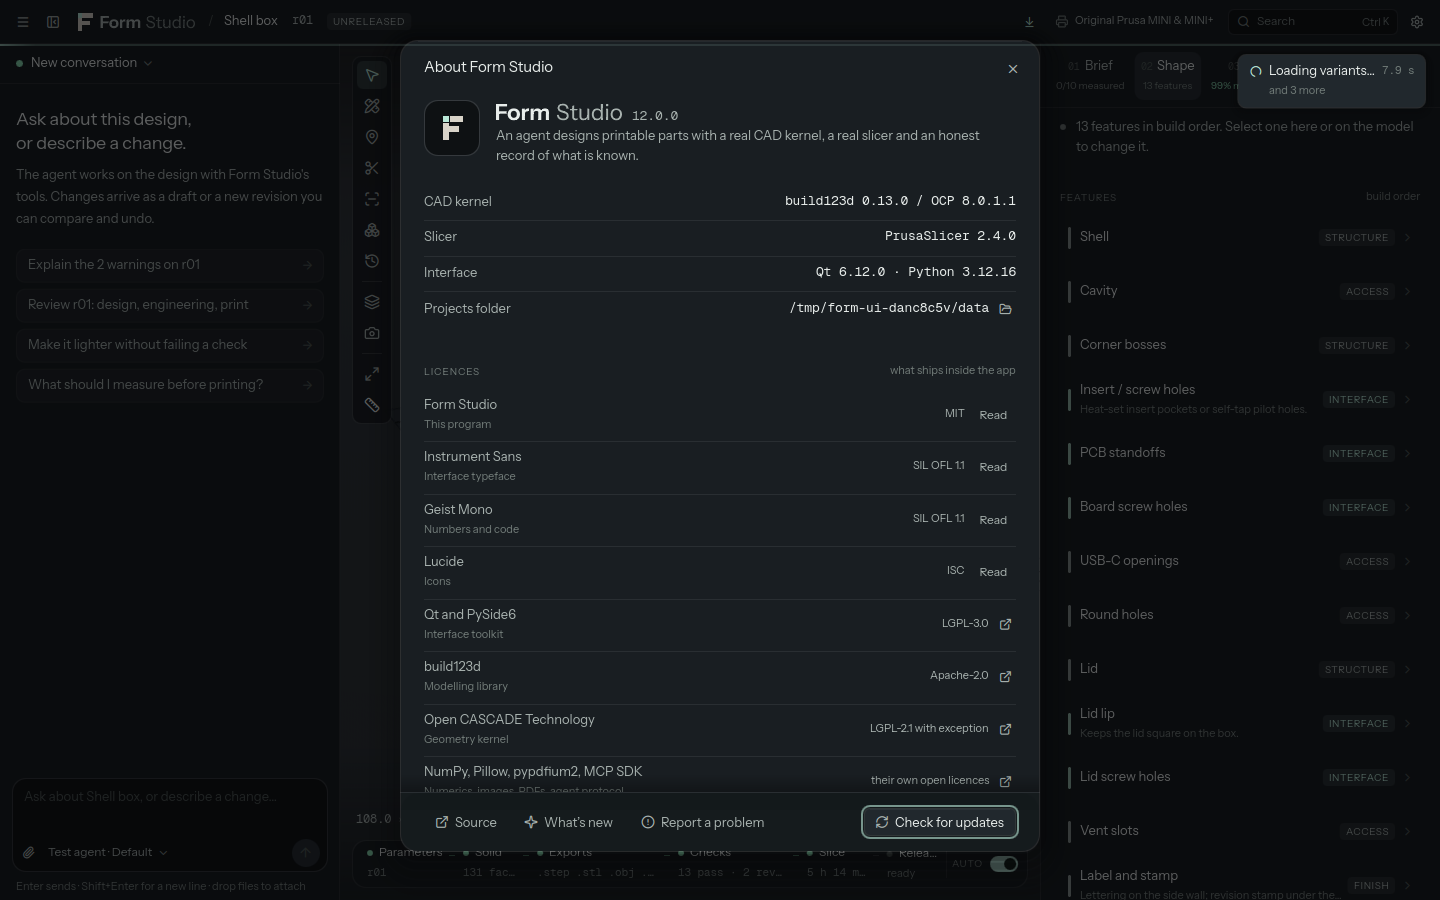 Form Studio / Shell box r01 UNRELEASED
Original Prusa MINI & MINI+
Search Ctrl K
New conversation
Ask about this design,
or describe a change.
The agent works on the design with Form Studio's
tools. Changes arrive as a draft or a new revision you
can compare and undo.
Explain the 2 warnings on r01
Review r01: design, engineering, print
Make it lighter without failing a check
What should I measure before printing?
Ask about Shell box, or describe a change...
Test agent · Default
Enter sends · Shift+Enter for a new line · drop files to attach
About Form Studio
Form Studio 12.0.0
An agent designs printable parts with a real CAD kernel, a real slicer and an honest
record of what is known.
CAD kernel build123d 0.13.0 / OCP 8.0.1.1
Slicer PrusaSlicer 2.4.0
Interface Qt 6.12.0 · Python 3.12.16
Projects folder /tmp/form-ui-danc8c5v/data
LICENCES what ships inside the app
Form Studio
This program
MIT Read
Instrument Sans
Interface typeface
SIL OFL 1.1 Read
Geist Mono
Numbers and code
SIL OFL 1.1 Read
Lucide
Icons
ISC Read
Qt and PySide6
Interface toolkit
LGPL-3.0
build123d
Modelling library
Apache-2.0
Open CASCADE Technology
Geometry kernel
LGPL-2.1 with exception
NumPy, Pillow, pypdfium2, MCP SDK
Numerics, images, PDFs, agent protocol
their own open licences
Source What's new Report a problem Check for updates
108.0
Parameters ... Solid ... Exports ... Checks ... Slice Relea...
r01 131 fac... .step .stl .obj ... 13 pass · 2 rev... 5 h 14 m... ready
AUTO
01 Brief 02 Shape
0/10 measured 13 features 99%
Loading variants... 7.9 s
and 3 more
13 features in build order. Select one here or on the model
to change it.
FEATURES build order
Shell STRUCTURE
Cavity ACCESS
Corner bosses STRUCTURE
Insert / screw holes INTERFACE
Heat-set insert pockets or self-tap pilot holes.
PCB standoffs INTERFACE
Board screw holes INTERFACE
USB-C openings ACCESS
Round holes ACCESS
Lid STRUCTURE
Lid lip INTERFACE
Keeps the lid square on the box.
Lid screw holes INTERFACE
Vent slots ACCESS
Label and stamp FINISH
Lettering on the side wall; revision stamp under the...